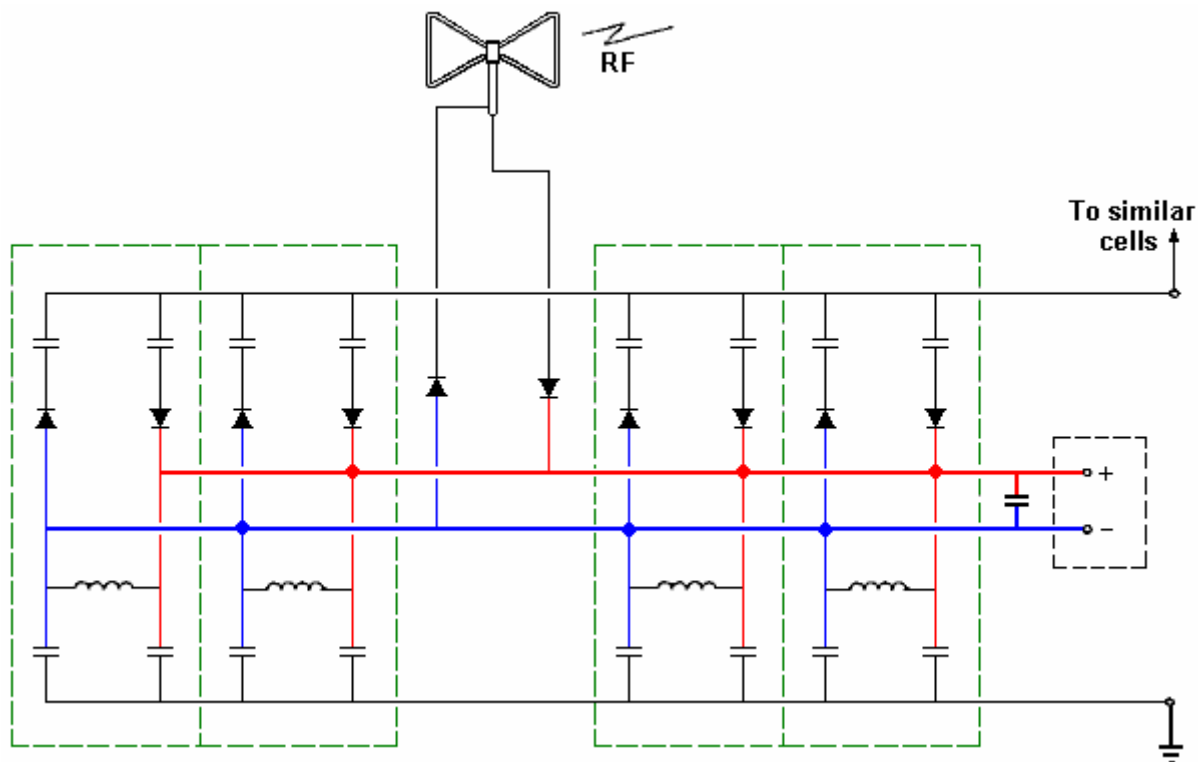 RF
To similar
cells
+
-